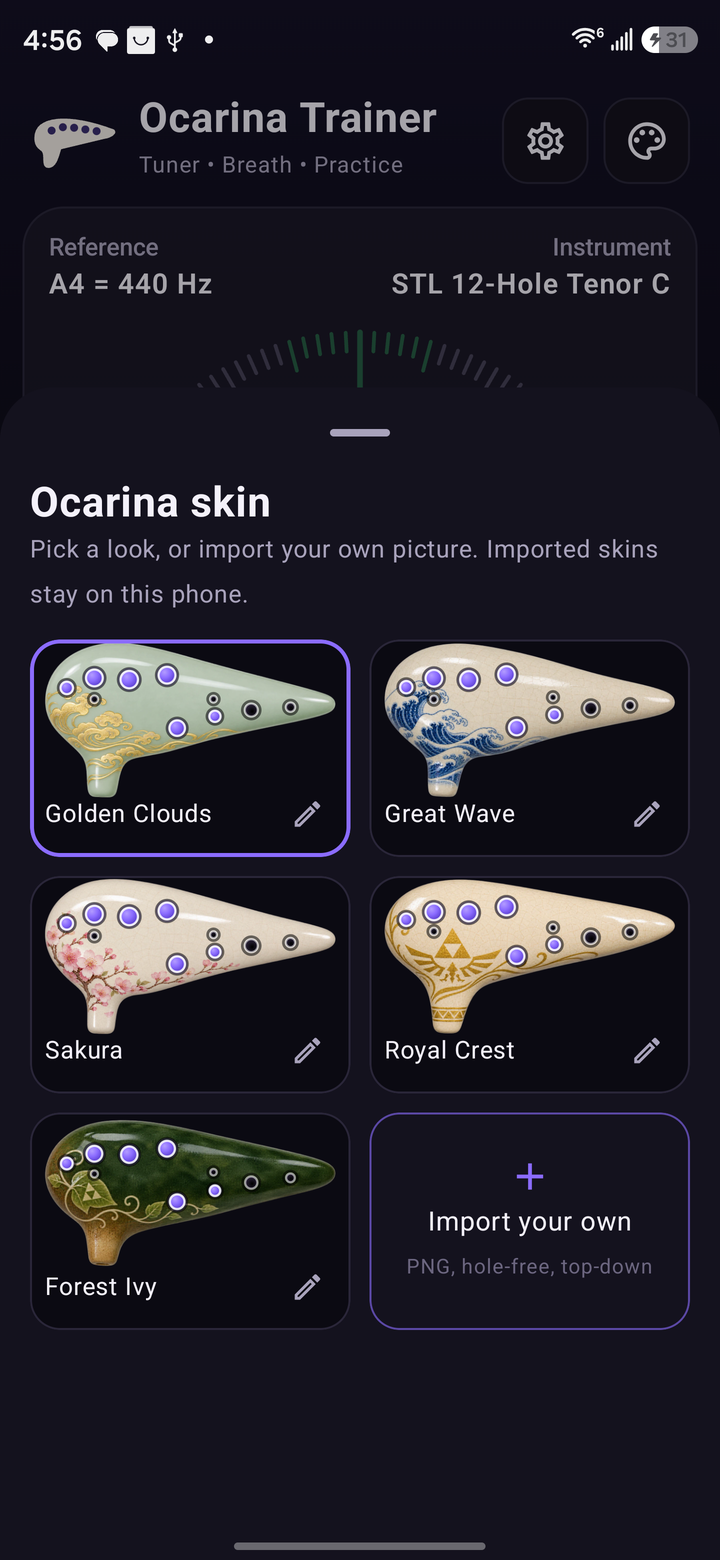 4:56
6
31
Ocarina Trainer
Tuner • Breath • Practice
Reference
Instrument
A4 = 440 Hz
STL 12-Hole Tenor C
Ocarina skin
Pick a look, or import your own picture. Imported skins
stay on this phone.
Golden Clouds
Great Wave
Sakura
Royal Crest
Forest Ivy
+
Import your own
PNG, hole-free, top-down